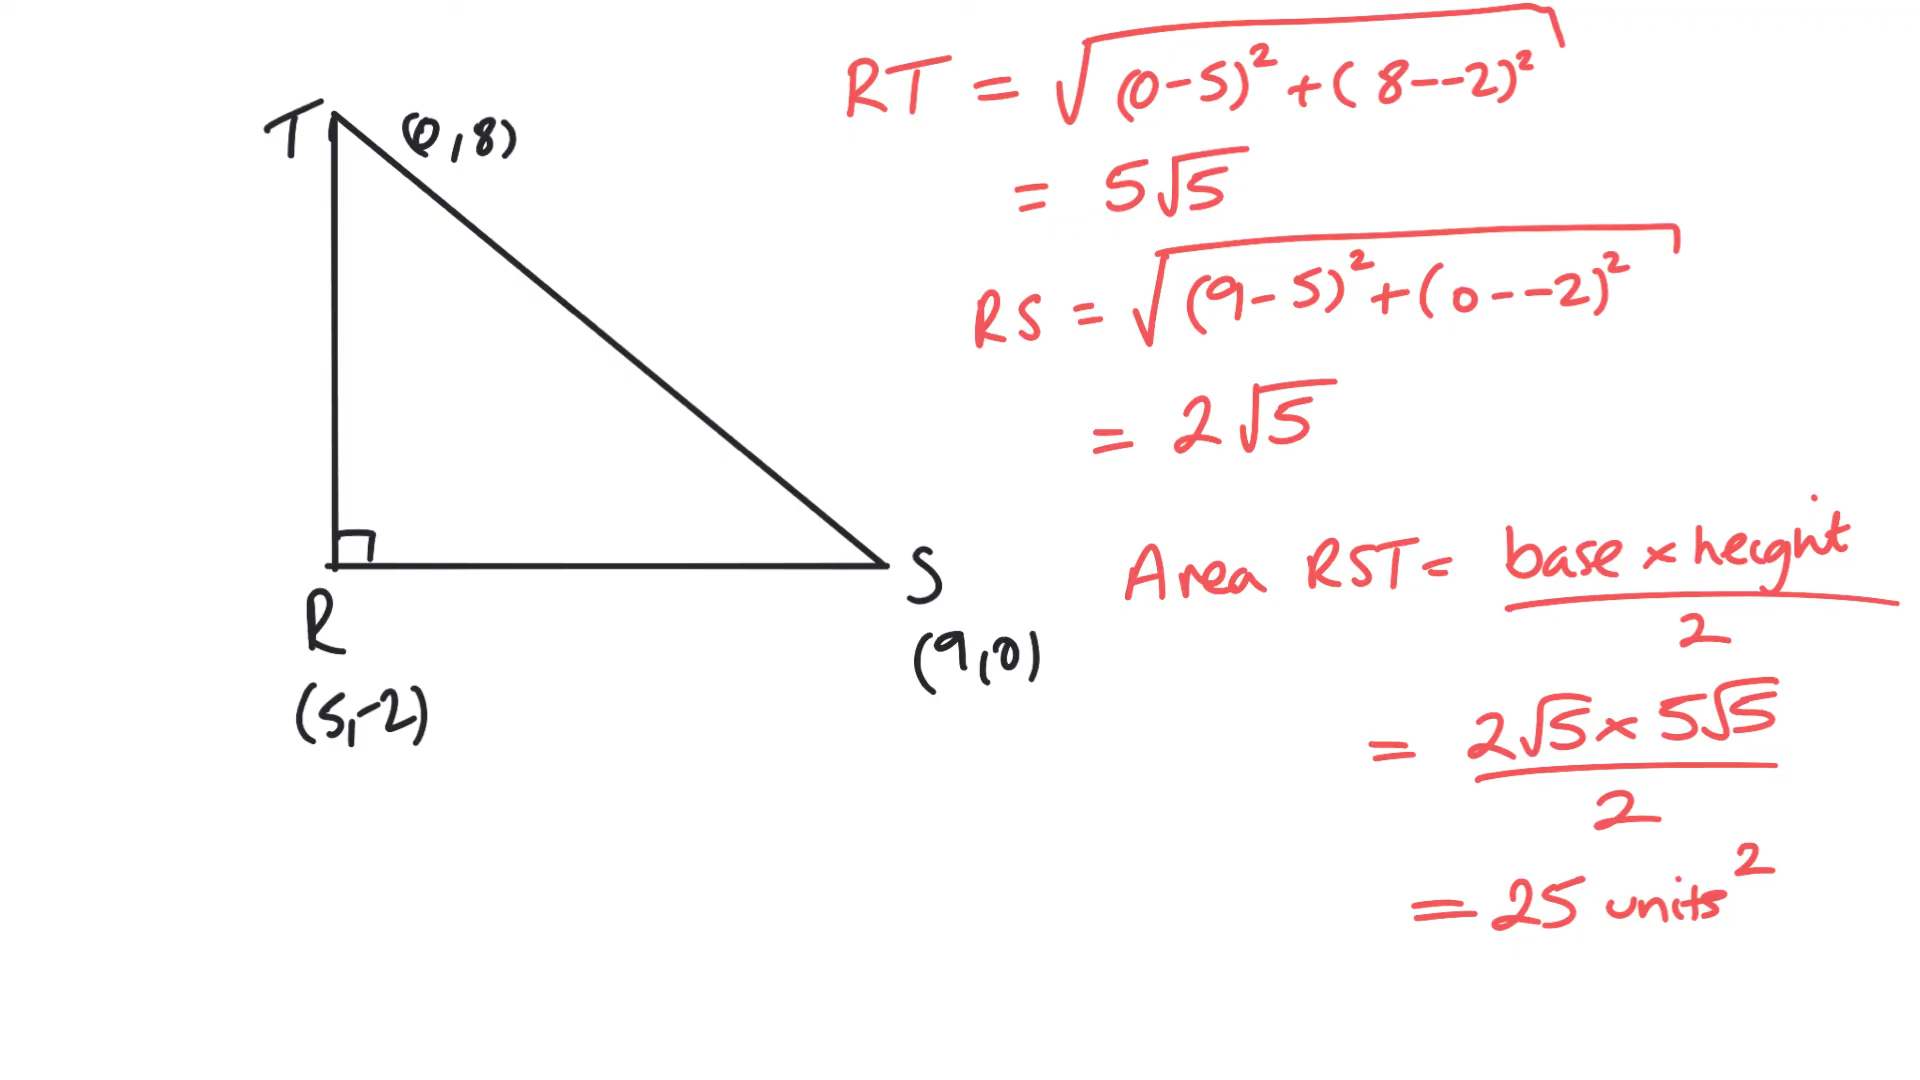 T (0,8)
R
(5,-2)
S
(9,0)
RT = √(0-5)² + (8--2)²
= 5√5
RS = √(9-5)² + (0--2)²
= 2√5
Area RST = base × height / 2
= 2√5 × 5√5 / 2
= 25 units²